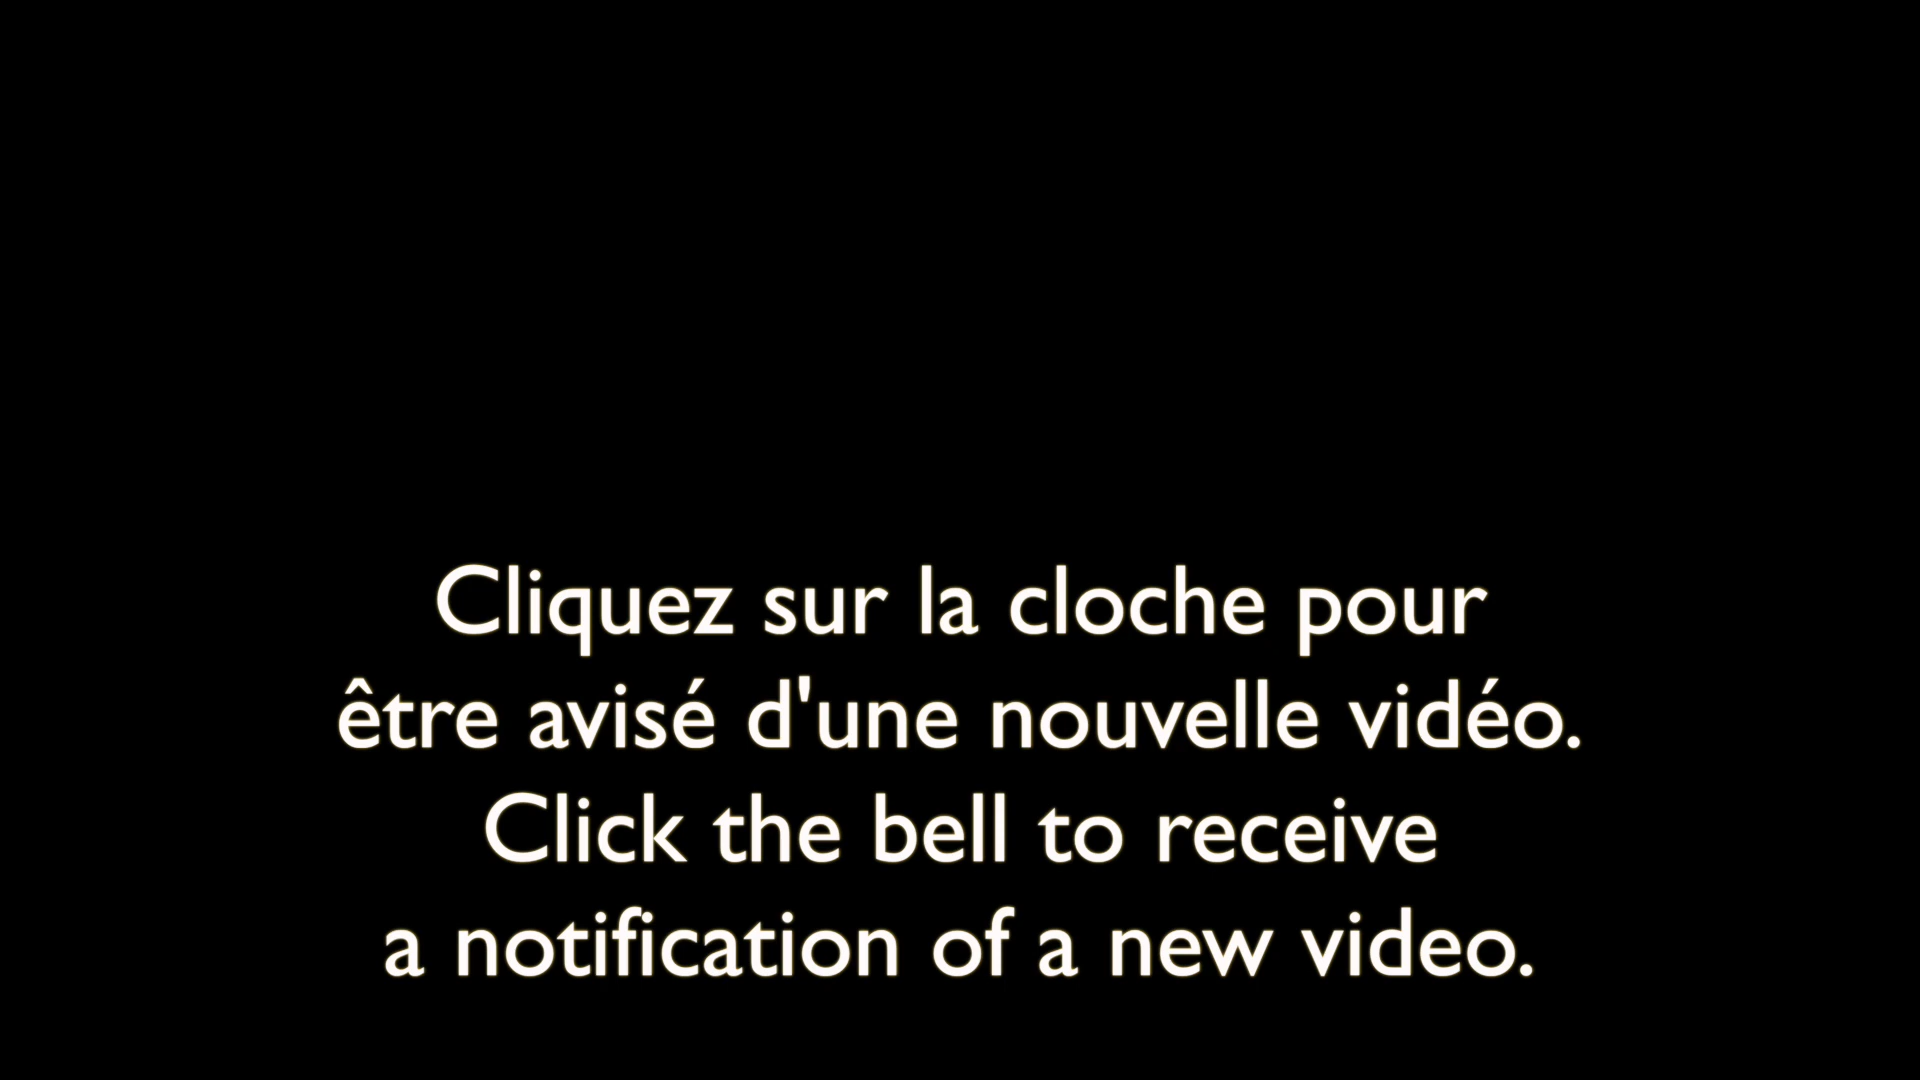 Cliquez sur la cloche pour
être avisé d'une nouvelle vidéo.
Click the bell to receive
a notification of a new video.